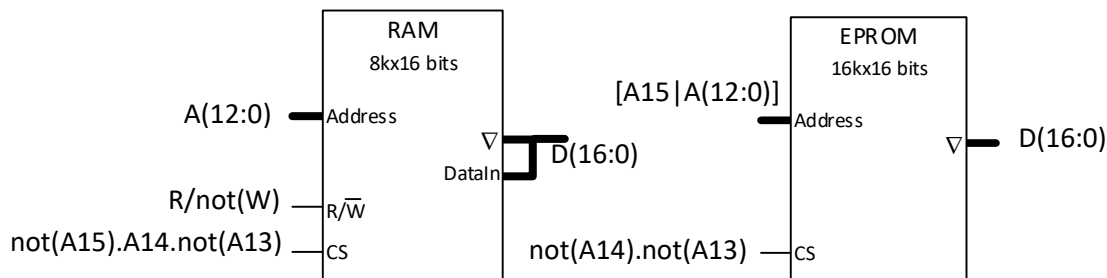 RAM
8kx16 bits
A(12:0)
Address
∇
D(16:0)
DataIn
R/not(W)
R/W̅
not(A15).A14.not(A13)
CS
EPROM
16kx16 bits
[A15|A(12:0)]
Address
∇
D(16:0)
not(A14).not(A13)
CS